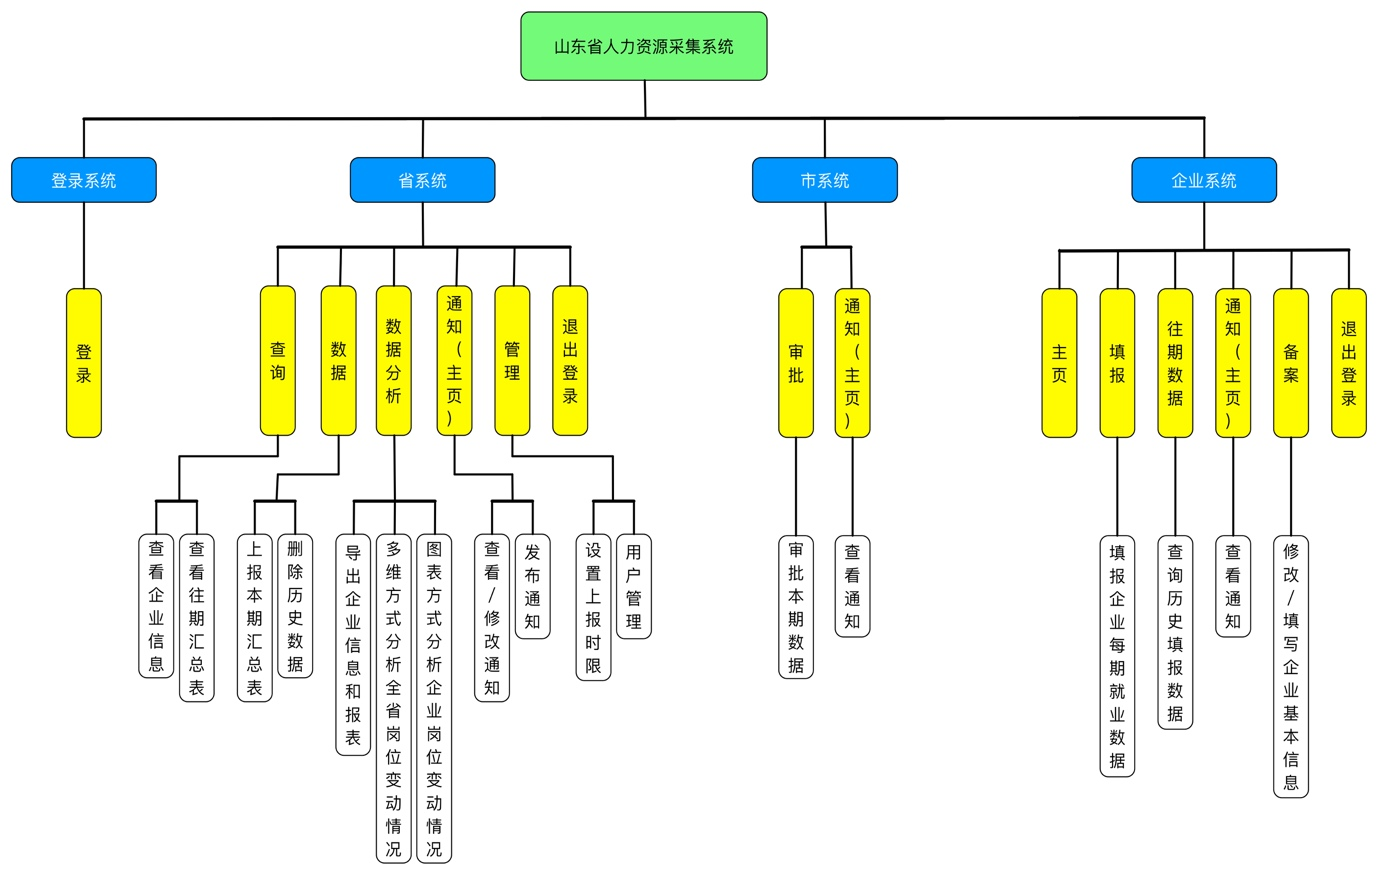 山东省人力资源采集系统
登录系统
省系统
市系统
企业系统
登录
查询
数据
数据分析
通知（主页）
管理
退出登录
审批
通知（主页）
主页
填报
往期数据
通知（主页）
备案
退出登录
查看企业信息
查看往期汇总表
上报本期汇总表
删除历史数据
导出企业信息和报表
多维方式分析全省岗位变动情况
图表方式分析企业岗位变动情况
查看/修改通知
发布通知
设置上报时限
用户管理
审批本期数据
查看通知
填报企业每期就业数据
查询历史填报数据
查看通知
修改/填写企业基本信息